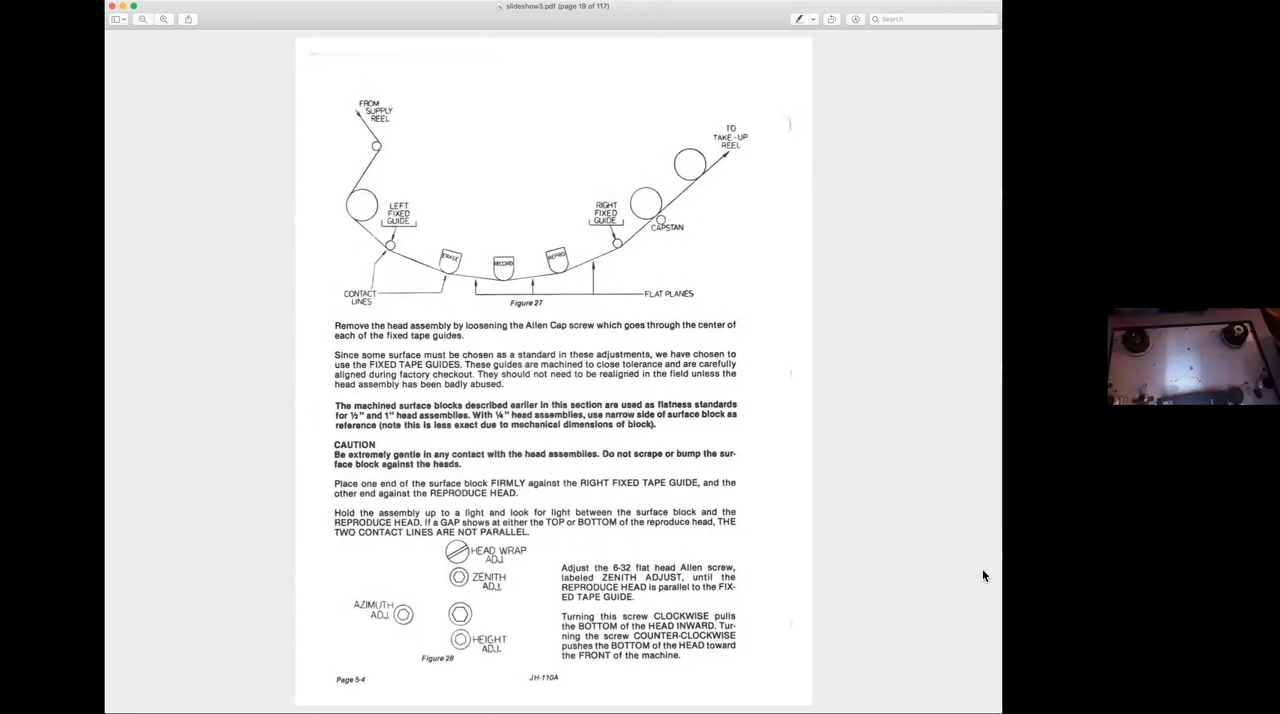 slideshow3.pdf (page 19 of 117)
Search
FROM
SUPPLY
REEL
TO
TAKE-UP
REEL
LEFT
FIXED
GUIDE
RIGHT
FIXED
GUIDE
CAPSTAN
ERASE
RECORD
REPRO
CONTACT
LINES
FLAT PLANES
Figure 27
Remove the head assembly by loosening the Allen Cap screw which goes through the center of
each of the fixed tape guides.
Since some surface must be chosen as a standard in these adjustments, we have chosen to
use the FIXED TAPE GUIDES. These guides are machined to close tolerance and are carefully
aligned during factory checkout. They should not need to be realigned in the field unless the
head assembly has been badly abused.
The machined surface blocks described earlier in this section are used as flatness standards
for ½" and 1" head assemblies. With ¼" head assemblies, use narrow side of surface block as
reference (note this is less exact due to mechanical dimensions of block).
CAUTION
Be extremely gentle in any contact with the head assemblies. Do not scrape or bump the sur-
face block against the heads.
Place one end of the surface block FIRMLY against the RIGHT FIXED TAPE GUIDE, and the
other end against the REPRODUCE HEAD.
Hold the assembly up to a light and look for light between the surface block and the
REPRODUCE HEAD. If a GAP shows at either the TOP or BOTTOM of the reproduce head, THE
TWO CONTACT LINES ARE NOT PARALLEL.
HEAD WRAP
ADJ.
ZENITH
ADJ.
AZIMUTH
ADJ.
HEIGHT
ADJ.
Figure 28
Adjust the 6-32 flat head Allen screw,
labeled ZENITH ADJUST, until the
REPRODUCE HEAD is parallel to the FIX-
ED TAPE GUIDE.
Turning this screw CLOCKWISE pulls
the BOTTOM of the HEAD INWARD. Tur-
ning the screw COUNTER-CLOCKWISE
pushes the BOTTOM of the HEAD toward
the FRONT of the machine.
Page 5-4
JH-110A